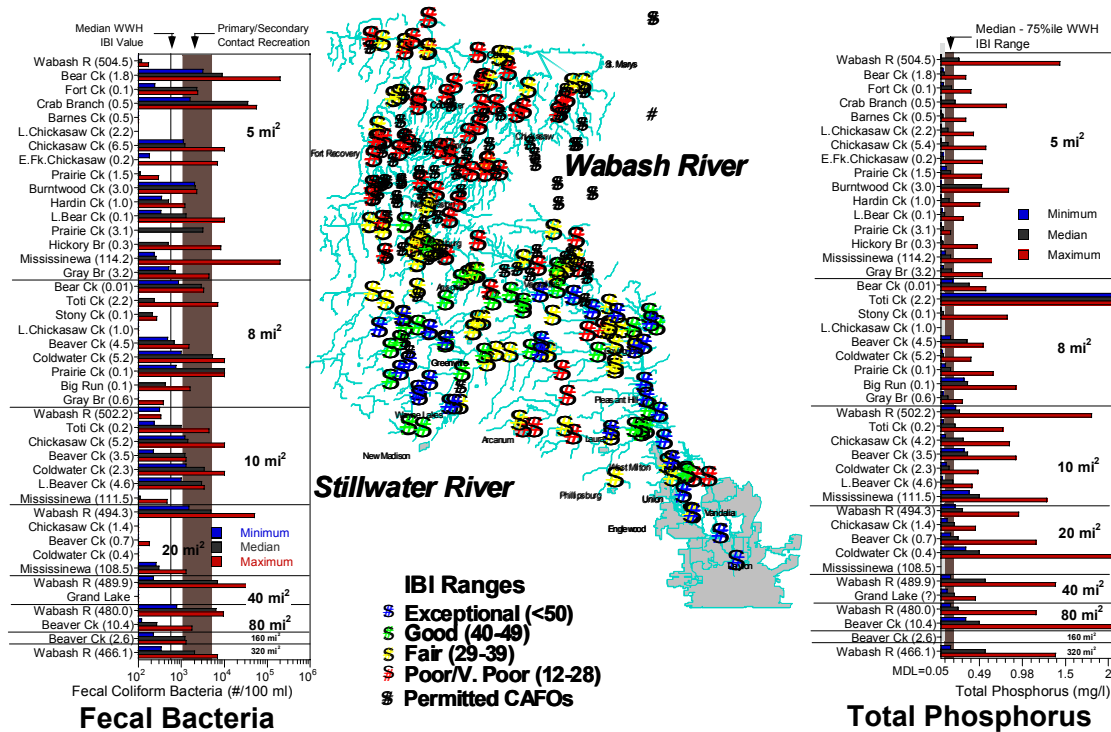 Median WWH
IBI Value
Primary/Secondary
Contact Recreation
Wabash R (504.5)
Bear Ck (1.8)
Fort Ck (0.1)
Crab Branch (0.5)
Barnes Ck (0.5)
L.Chickasaw Ck (2.2)
Chickasaw Ck (6.5)
E.Fk.Chickasaw (0.2)
Prairie Ck (1.5)
Burntwood Ck (3.0)
Hardin Ck (1.0)
L.Bear Ck (0.1)
Prairie Ck (3.1)
Hickory Br (0.3)
Mississinewa (114.2)
Gray Br (3.2)
5 mi²
Bear Ck (0.01)
Toti Ck (2.2)
Stony Ck (0.1)
L.Chickasaw Ck (1.0)
Beaver Ck (4.5)
Coldwater Ck (5.2)
Prairie Ck (0.1)
Big Run (0.1)
Gray Br (0.6)
8 mi²
Wabash R (502.2)
Toti Ck (0.2)
Chickasaw Ck (5.2)
Beaver Ck (3.5)
Coldwater Ck (2.3)
L.Beaver Ck (4.6)
Mississinewa (111.5)
10 mi²
Wabash R (494.3)
Chickasaw Ck (1.4)
Beaver Ck (0.7)
Coldwater Ck (0.4)
Mississinewa (108.5)
20 mi²
Minimum
Median
Maximum
Wabash R (489.9)
Grand Lake
40 mi²
Wabash R (480.0)
Beaver Ck (10.4)
80 mi²
Beaver Ck (2.6)
160 mi²
Wabash R (466.1)
320 mi²
10² 10³ 10⁴ 10⁵ 10⁶
Fecal Coliform Bacteria (#/100 ml)
Fecal Bacteria
St. Marys
#
Chickasaw
Fort Recovery
Wabash River
Greenville
Pleasant Hill
Wayne Lakes
Arcanum
Laura
New Madison
West Milton
Stillwater River
Phillipsburg
Union
Vandalia
Englewood
Dayton
IBI Ranges
Exceptional (<50)
Good (40-49)
Fair (29-39)
Poor/V. Poor (12-28)
Permitted CAFOs
Median - 75%ile WWH
IBI Range
Wabash R (504.5)
Bear Ck (1.8)
Fort Ck (0.1)
Crab Branch (0.5)
Barnes Ck (0.5)
L.Chickasaw Ck (2.2)
Chickasaw Ck (5.4)
E.Fk.Chickasaw (0.2)
Prairie Ck (1.5)
Burntwood Ck (3.0)
Hardin Ck (1.0)
L.Bear Ck (0.1)
Prairie Ck (3.1)
Hickory Br (0.3)
Mississinewa (114.2)
Gray Br (3.2)
5 mi²
Minimum
Median
Maximum
Bear Ck (0.01)
Toti Ck (2.2)
Stony Ck (0.1)
L.Chickasaw Ck (1.0)
Beaver Ck (4.5)
Coldwater Ck (5.2)
Prairie Ck (0.1)
Big Run (0.1)
Gray Br (0.6)
8 mi²
Wabash R (502.2)
Toti Ck (0.2)
Chickasaw Ck (4.2)
Beaver Ck (3.5)
Coldwater Ck (2.3)
L.Beaver Ck (4.6)
Mississinewa (111.5)
10 mi²
Wabash R (494.3)
Chickasaw Ck (1.4)
Beaver Ck (0.7)
Coldwater Ck (0.4)
Mississinewa (108.5)
20 mi²
Wabash R (489.9)
Grand Lake (?)
40 mi²
Wabash R (480.0)
Beaver Ck (10.4)
80 mi²
Beaver Ck (2.6)
160 mi²
Wabash R (466.1)
320 mi²
MDL=0.05 0.49 0.98 1.5 2
Total Phosphorus (mg/l)
Total Phosphorus